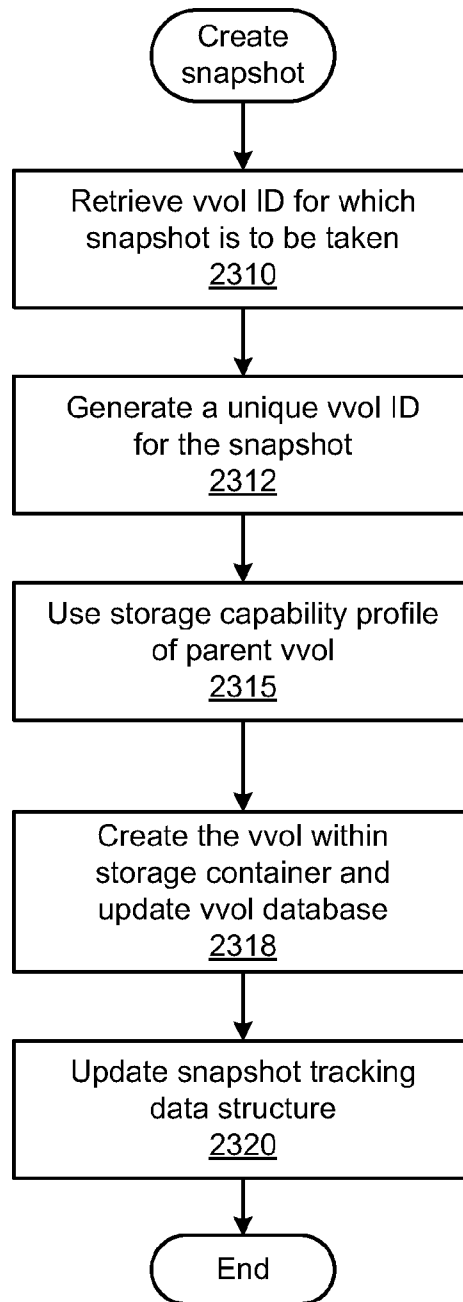 Create
snapshot
Retrieve vvol ID for which
snapshot is to be taken
2310
Generate a unique vvol ID
for the snapshot
2312
Use storage capability profile
of parent vvol
2315
Create the vvol within
storage container and
update vvol database
2318
Update snapshot tracking
data structure
2320
End